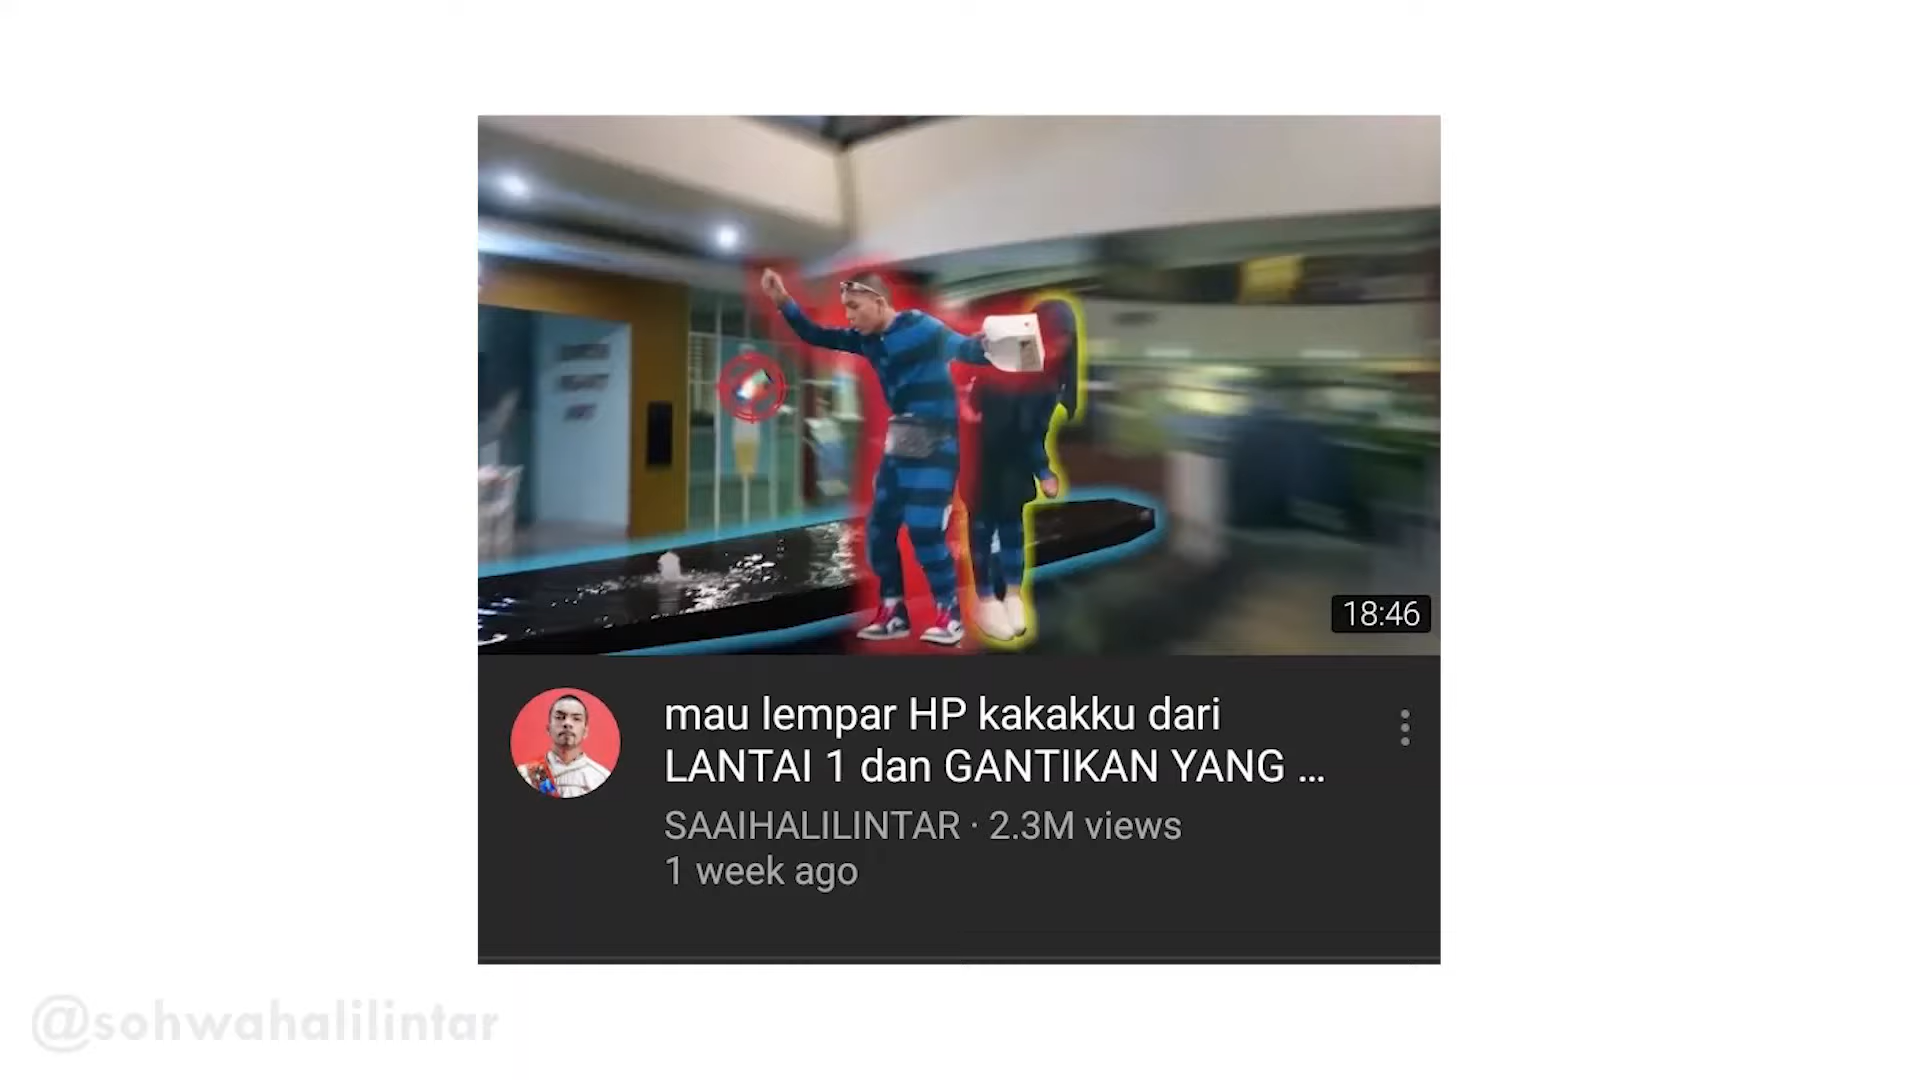 18:46
mau lempar HP kakakku dari
LANTAI 1 dan GANTIKAN YANG ...
SAAIHALILINTAR · 2.3M views
1 week ago
@sohwahalilintar